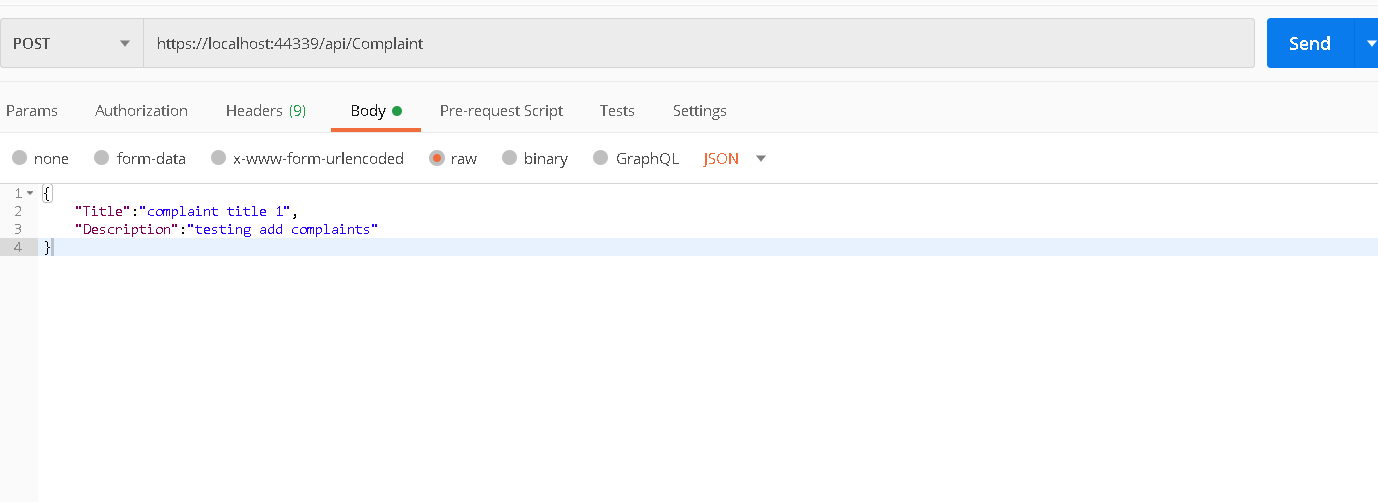 POST https://localhost:44339/api/Complaint Send
Params Authorization Headers (9) Body Pre-request Script Tests Settings
none form-data x-www-form-urlencoded raw binary GraphQL JSON
1 {
2 "Title":"complaint title 1",
3 "Description":"testing add complaints"
4 }